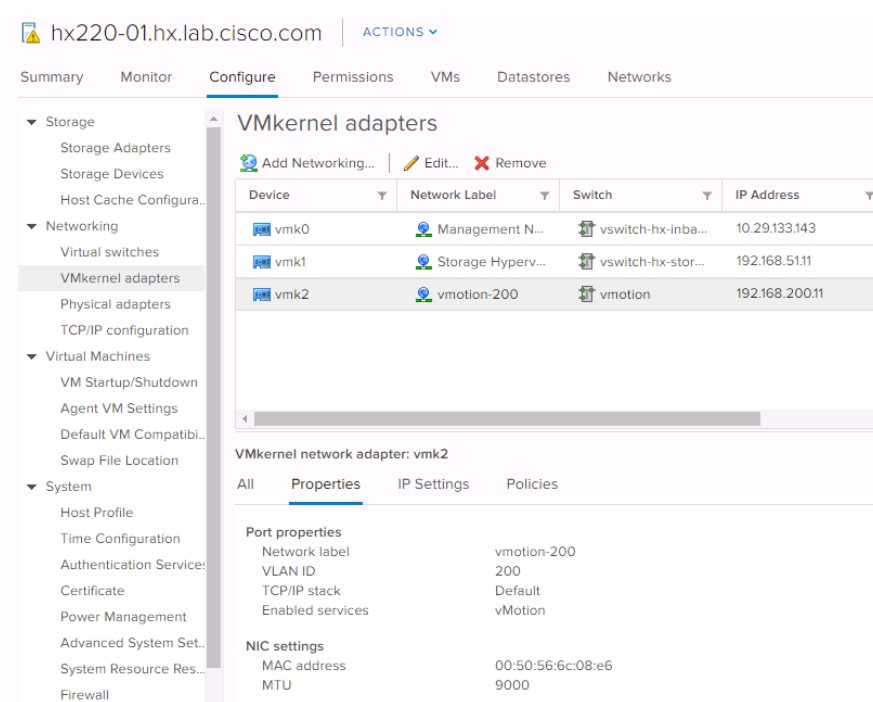 hx220-01.hx.lab.cisco.com ACTIONS
Summary Monitor Configure Permissions VMs Datastores Networks
Storage
Storage Adapters
Storage Devices
Host Cache Configura..
Networking
Virtual switches
VMkernel adapters
Physical adapters
TCP/IP configuration
Virtual Machines
VM Startup/Shutdown
Agent VM Settings
Default VM Compatibi..
Swap File Location
System
Host Profile
Time Configuration
Authentication Services
Certificate
Power Management
Advanced System Set..
System Resource Res...
Firewall
VMkernel adapters
Add Networking... Edit... Remove
Device Network Label Switch IP Address
vmk0 Management N... vswitch-hx-inba... 10.29.133.143
vmk1 Storage Hyperv... vswitch-hx-stor... 192.168.51.11
vmk2 vmotion-200 vmotion 192.168.200.11
VMkernel network adapter: vmk2
All Properties IP Settings Policies
Port properties
Network label vmotion-200
VLAN ID 200
TCP/IP stack Default
Enabled services vMotion
NIC settings
MAC address 00:50:56:6c:08:e6
MTU 9000